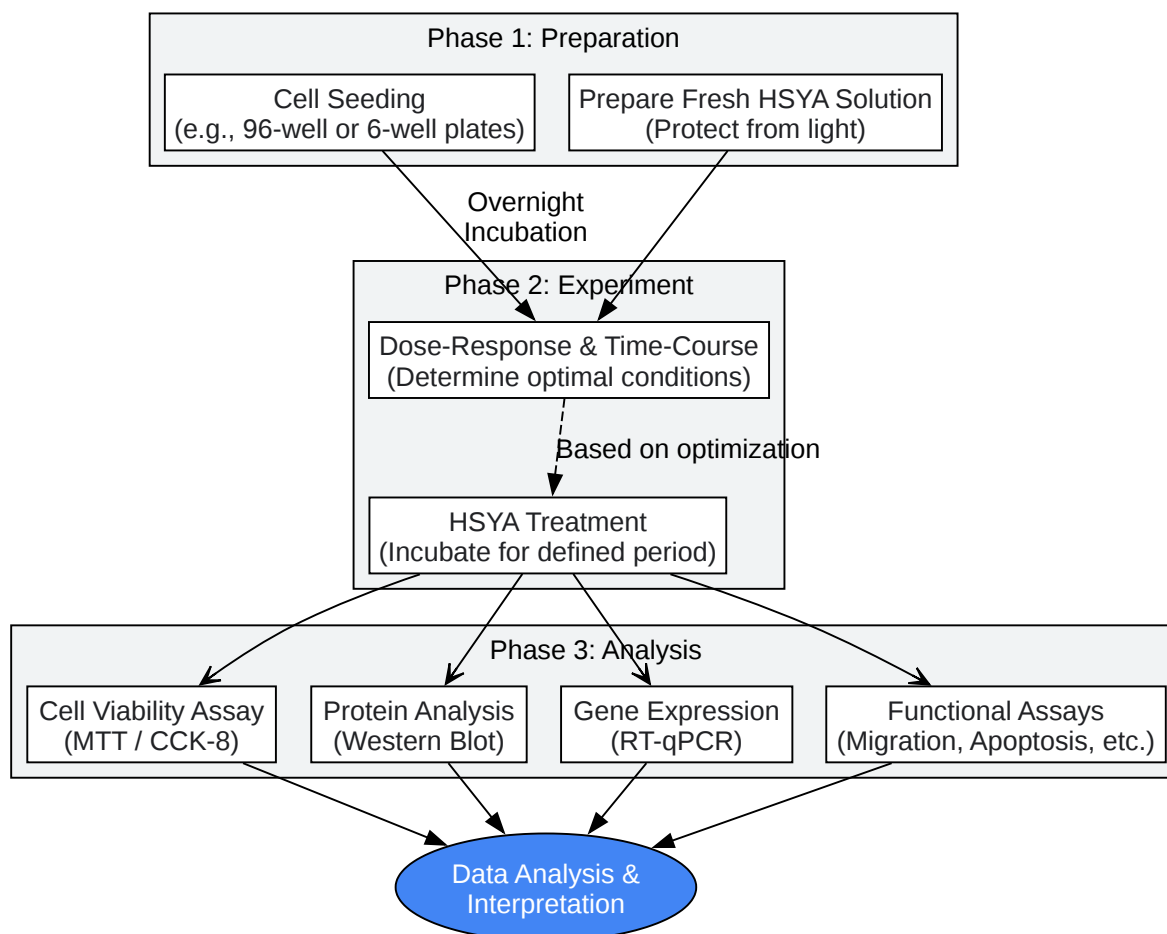 Phase 1: Preparation
Cell Seeding
(e.g., 96-well or 6-well plates)
Prepare Fresh HSYA Solution
(Protect from light)
Overnight
Incubation
Phase 2: Experiment
Dose-Response & Time-Course
(Determine optimal conditions)
Based on optimization
HSYA Treatment
(Incubate for defined period)
Phase 3: Analysis
Cell Viability Assay
(MTT / CCK-8)
Protein Analysis
(Western Blot)
Gene Expression
(RT-qPCR)
Functional Assays
(Migration, Apoptosis, etc.)
Data Analysis &
Interpretation